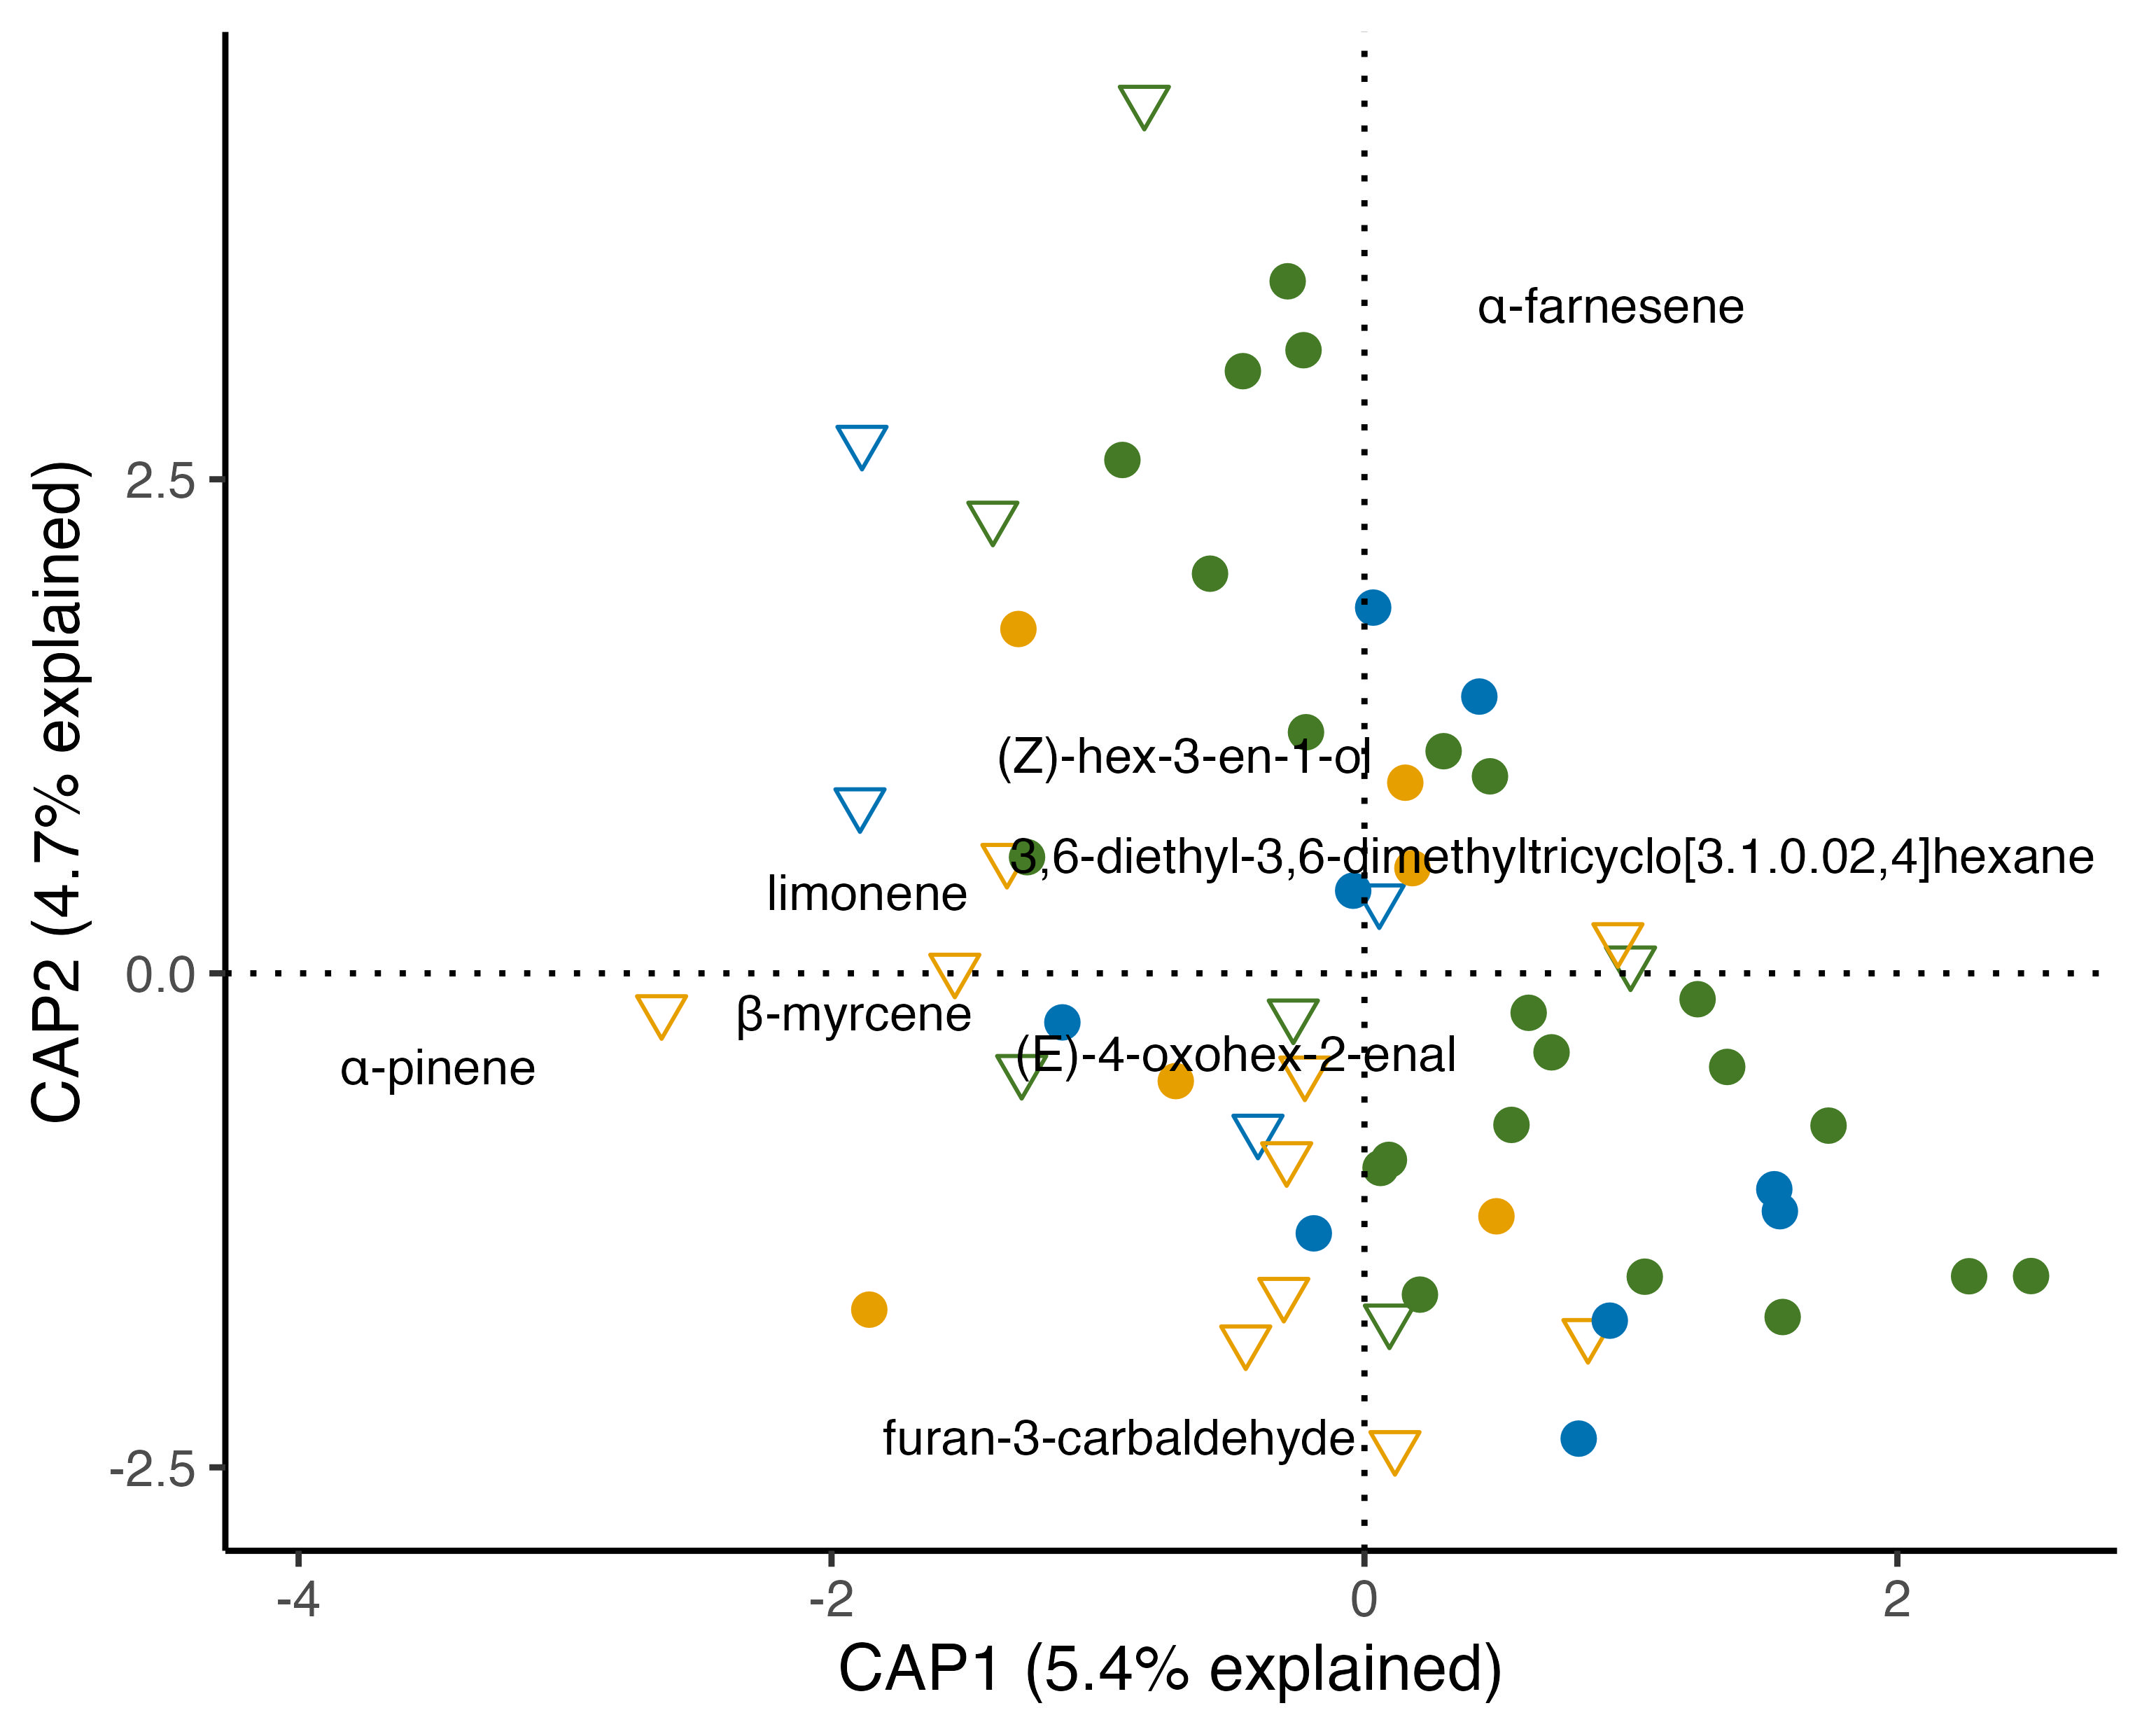 α-farnesene
2.5
(Z)-hex-3-en-1-ol
3,6-diethyl-3,6-dimethyltricyclo[3.1.0.02,4]hexane
limonene
0.0
β-myrcene
(E)-4-oxohex-2-enal
α-pinene
furan-3-carbaldehyde
-2.5
CAP2 (4.7% explained)
-4 -2 0 2
CAP1 (5.4% explained)